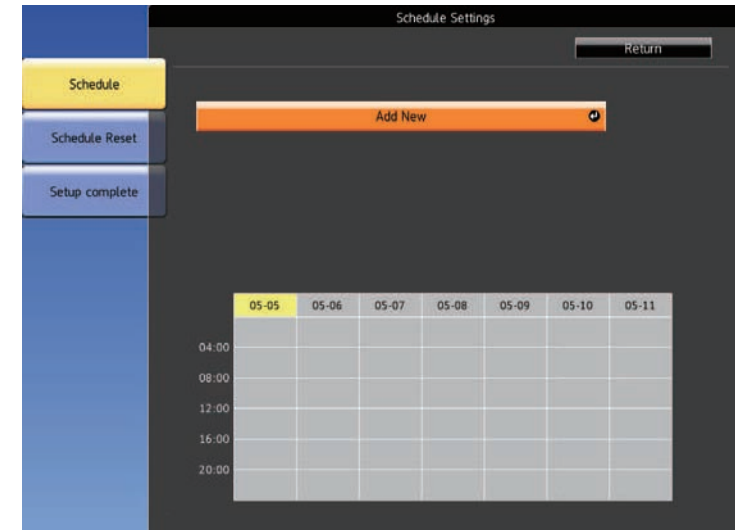 Schedule Settings
Return
Schedule
Add New
Schedule Reset
Setup complete
05-05 05-06 05-07 05-08 05-09 05-10 05-11
04:00
08:00
12:00
16:00
20:00